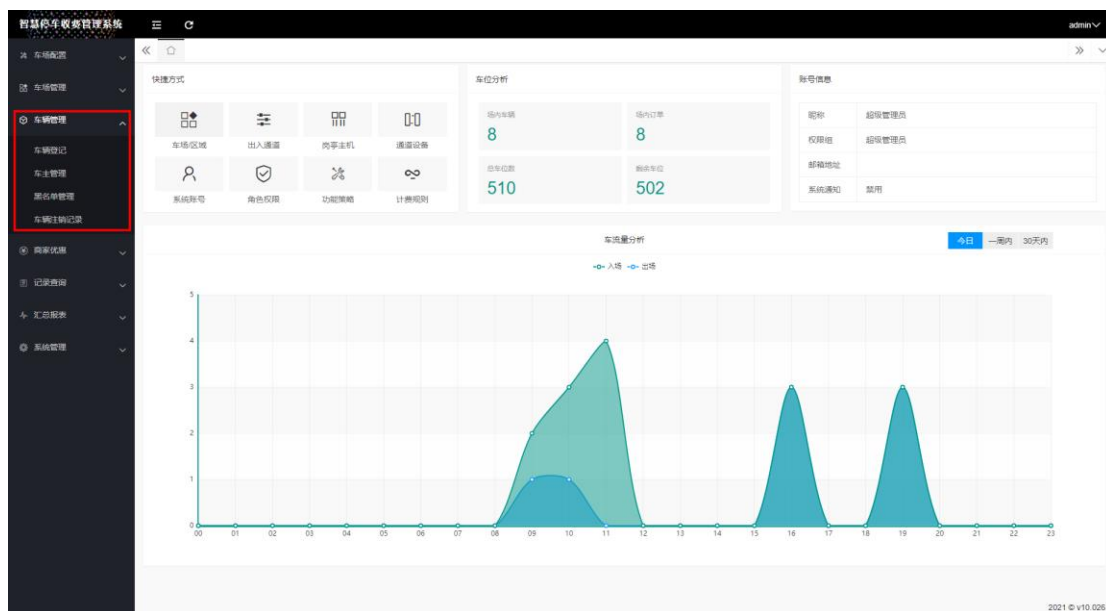 智慧停车收费管理系统
admin
车场配置
车场管理
车辆管理
车辆登记
车主管理
黑名单管理
车辆注销记录
商家优惠
记录查询
汇总报表
系统管理
快捷方式
车场/区域
出入通道
岗亭主机
通道设备
系统账号
角色权限
功能策略
计费规则
车位分析
场内车辆
8
场内订单
8
总车位数
510
剩余车位
502
账号信息
昵称 超级管理员
权限组 超级管理员
邮箱地址
系统通知 禁用
车流量分析
今日 一周内 30天内
入场 出场
5
4
3
2
1
0
00 01 02 03 04 05 06 07 08 09 10 11 12 13 14 15 16 17 18 19 20 21 22 23
2021 © v10.026